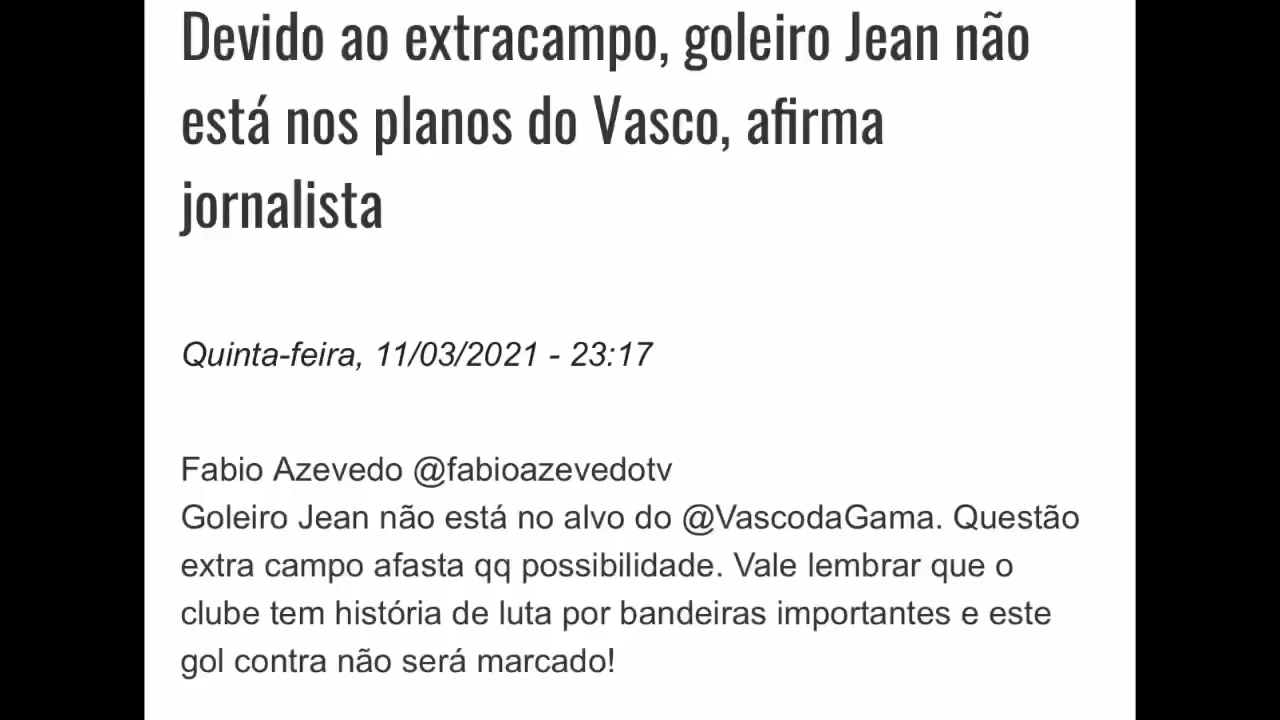 Devido ao extracampo, goleiro Jean não
está nos planos do Vasco, afirma
jornalista
Quinta-feira, 11/03/2021 - 23:17
Fabio Azevedo @fabioazevedotv
Goleiro Jean não está no alvo do @VascodaGama. Questão
extra campo afasta qq possibilidade. Vale lembrar que o
clube tem história de luta por bandeiras importantes e este
gol contra não será marcado!